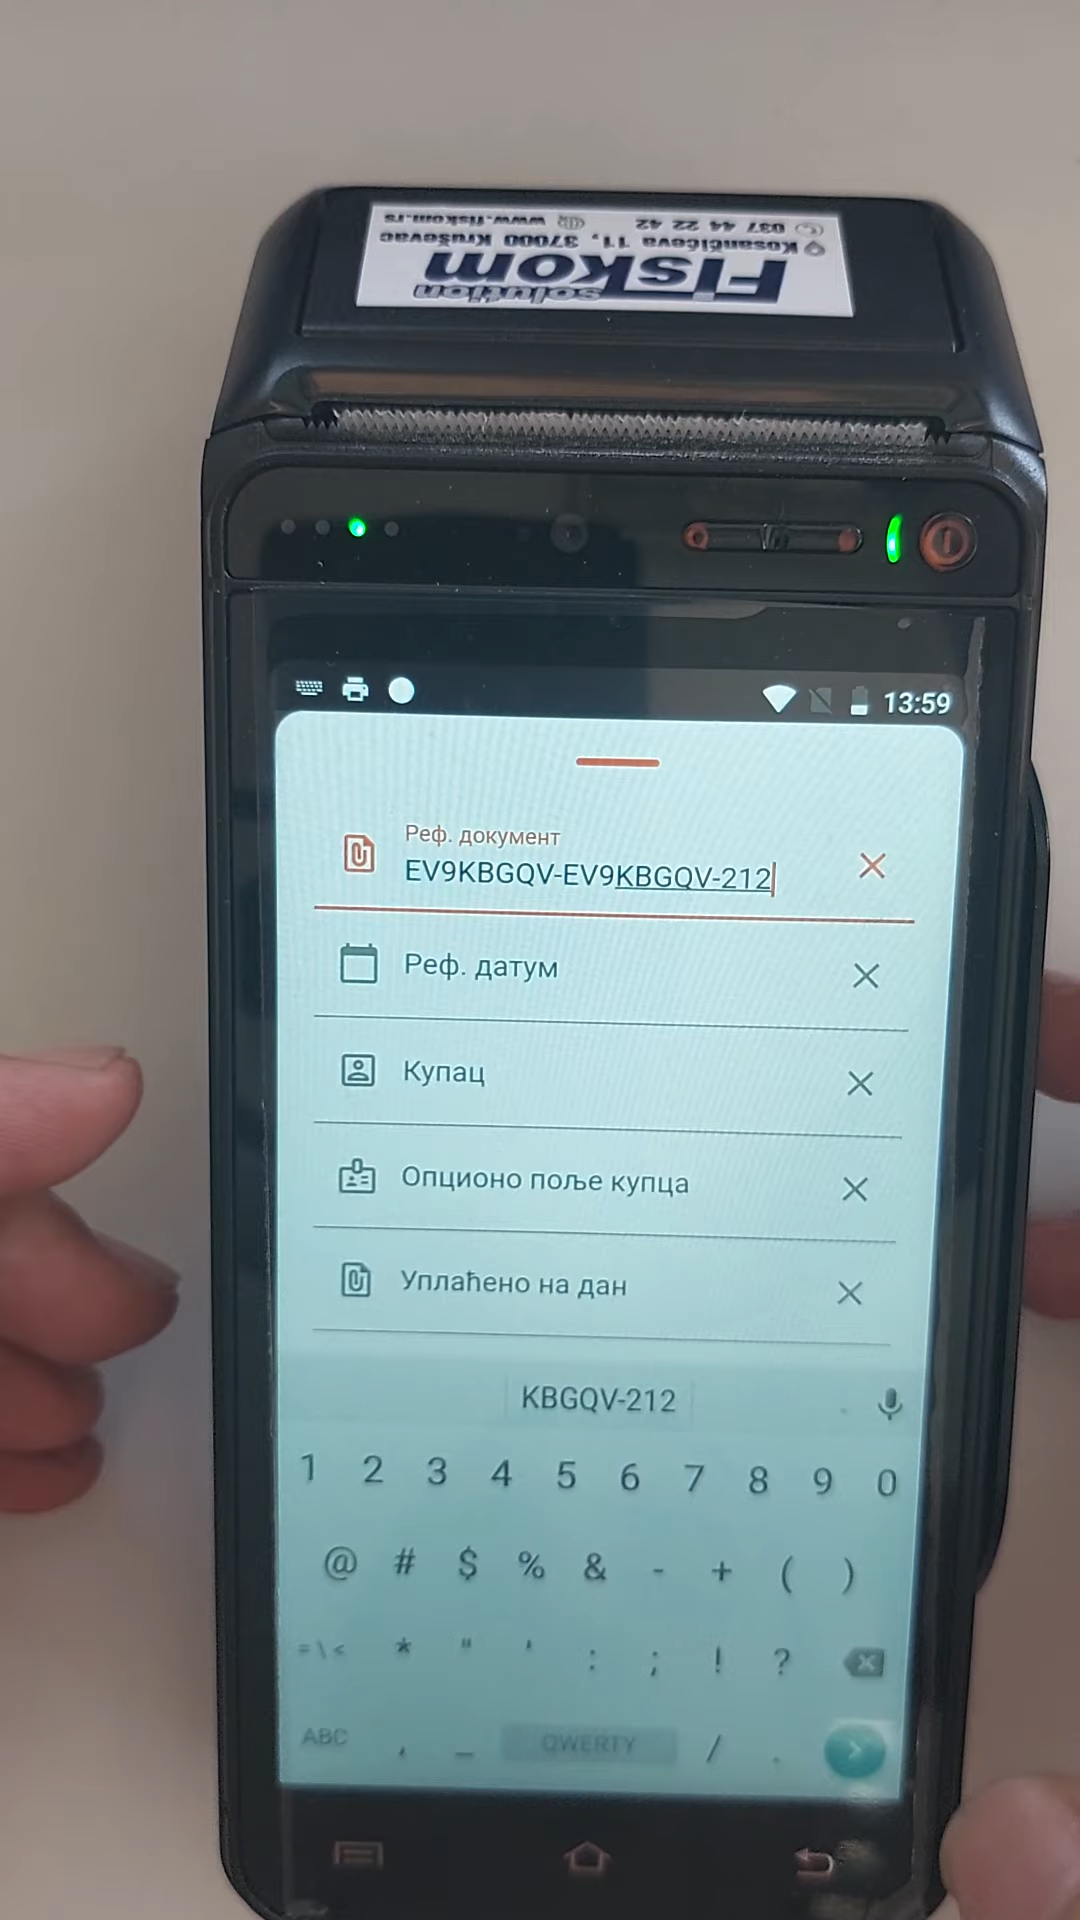 Fiskom
solution
Kosančićeva 11, 37000 Kruševac
037 44 22 42 www.fiskom.rs
13:59
Реф. документ
EV9KBGQV-EV9KBGQV-212
Реф. датум
Купац
Опционо поље купца
Уплаћено на дан
KBGQV-212
1 2 3 4 5 6 7 8 9 0
@ # $ % & - + ( )
=\< * " ' : ; ! ?
ABC , _ QWERTY / .